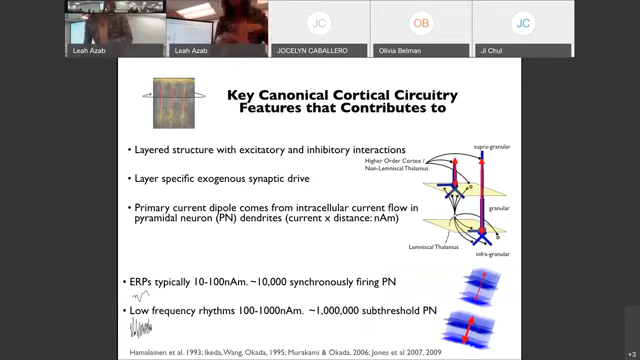 JC
OB
JC
Leah Azab
Leah Azab
JOCELYN CABALLERO
Olivia Belman
Ji Chul
Key Canonical Cortical Circuitry
Features that Contributes to
• Layered structure with excitatory and inhibitory interactions
• Layer specific exogenous synaptic drive
• Primary current dipole comes from intracellular current flow in
pyramidal neuron (PN) dendrites (current x distance: nAm)
supra-granular
Higher Order Cortex /
Non-Lemniscal Thalamus
granular
Lemniscal Thalamus
infra-granular
• ERPs typically 10-100nAm. ~10,000 synchronously firing PN
• Low frequency rhythms 100-1000nAm. ~1,000,000 subthreshold PN
Hamalainen et al. 1993; Ikeda, Wang, Okada, 1995; Murakami & Okada, 2006; Jones et al 2007, 2009
+3